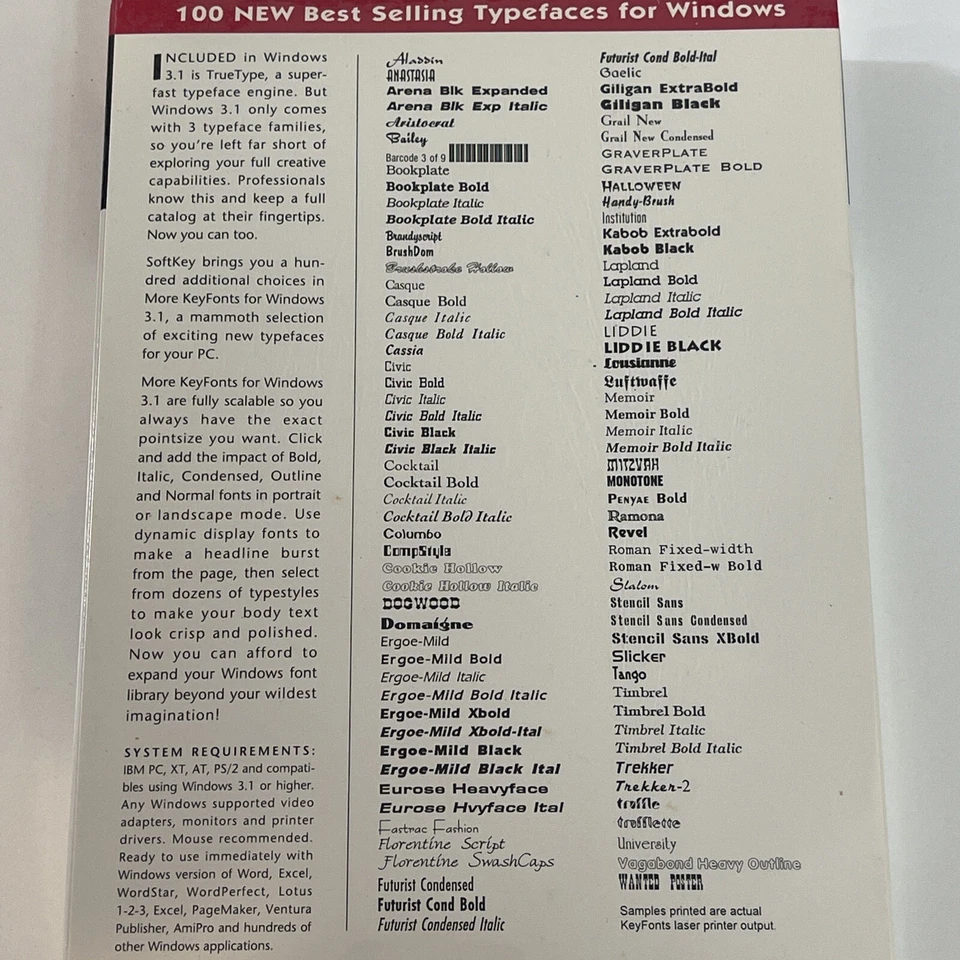 100 NEW Best Selling Typefaces for Windows
INCLUDED in Windows
3.1 is TrueType, a super-
fast typeface engine. But
Windows 3.1 only comes
with 3 typeface families,
so you're left far short of
exploring your full creative
capabilities. Professionals
know this and keep a full
catalog at their fingertips.
Now you can too.
SoftKey brings you a hun-
dred additional choices in
More KeyFonts for Windows
3.1, a mammoth selection
of exciting new typefaces
for your PC.
More KeyFonts for Windows
3.1 are fully scalable so you
always have the exact
pointsize you want. Click
and add the impact of Bold,
Italic, Condensed, Outline
and Normal fonts in portrait
or landscape mode. Use
dynamic display fonts to
make a headline burst
from the page, then select
from dozens of typestyles
to make your body text
look crisp and polished.
Now you can afford to
expand your Windows font
library beyond your wildest
imagination!
SYSTEM REQUIREMENTS:
IBM PC, XT, AT, PS/2 and compati-
bles using Windows 3.1 or higher.
Any Windows supported video
adapters, monitors and printer
drivers. Mouse recommended.
Ready to use immediately with
Windows version of Word, Excel,
WordStar, WordPerfect, Lotus
1-2-3, Excel, PageMaker, Ventura
Publisher, AmiPro and hundreds of
other Windows applications.
Aladdin
ANASTASIA
Arena Blk Expanded
Arena Blk Exp Italic
Aristocrat
Bailey
Barcode 3 of 9
Bookplate
Bookplate Bold
Bookplate Italic
Bookplate Bold Italic
Brandyscript
BrushDom
Brushstroke Hollow
Casque
Casque Bold
Casque Italic
Casque Bold Italic
Cassia
Civic
Civic Bold
Civic Italic
Civic Bold Italic
Civic Black
Civic Black Italic
Cocktail
Cocktail Bold
Cocktail Italic
Cocktail Bold Italic
Columbo
CompStyle
Cookie Hollow
Cookie Hollow Italic
DOGWOOD
Domaigne
Ergoe-Mild
Ergoe-Mild Bold
Ergoe-Mild Italic
Ergoe-Mild Bold Italic
Ergoe-Mild Xbold
Ergoe-Mild Xbold-Ital
Ergoe-Mild Black
Ergoe-Mild Black Ital
Eurose Heavyface
Eurose Hvyface Ital
Fastrac Fashion
Florentine Script
Florentine SwashCaps
Futurist Condensed
Futurist Cond Bold
Futurist Condensed Italic
Futurist Cond Bold-Ital
Gaelic
Giligan ExtraBold
Giligan Black
Grail New
Grail New Condensed
GRAVERPLATE
GRAVERPLATE BOLD
HALLOWEEN
Handy-Brush
Institution
Kabob Extrabold
Kabob Black
Lapland
Lapland Bold
Lapland Italic
Lapland Bold Italic
LIDDIE
LIDDIE BLACK
Lousianne
Luftwaffe
Memoir
Memoir Bold
Memoir Italic
Memoir Bold Italic
MITZVAH
MONOTONE
PENYAE BOLD
Ramona
Revel
Roman Fixed-width
Roman Fixed-w Bold
Slalom
Stencil Sans
Stencil Sans Condensed
Stencil Sans XBold
Slicker
Tango
Timbrel
Timbrel Bold
Timbrel Italic
Timbrel Bold Italic
Trekker
Trekker-2
truffle
trufflette
University
Vagabond Heavy Outline
WANTED POSTER
Samples printed are actual
KeyFonts laser printer output.